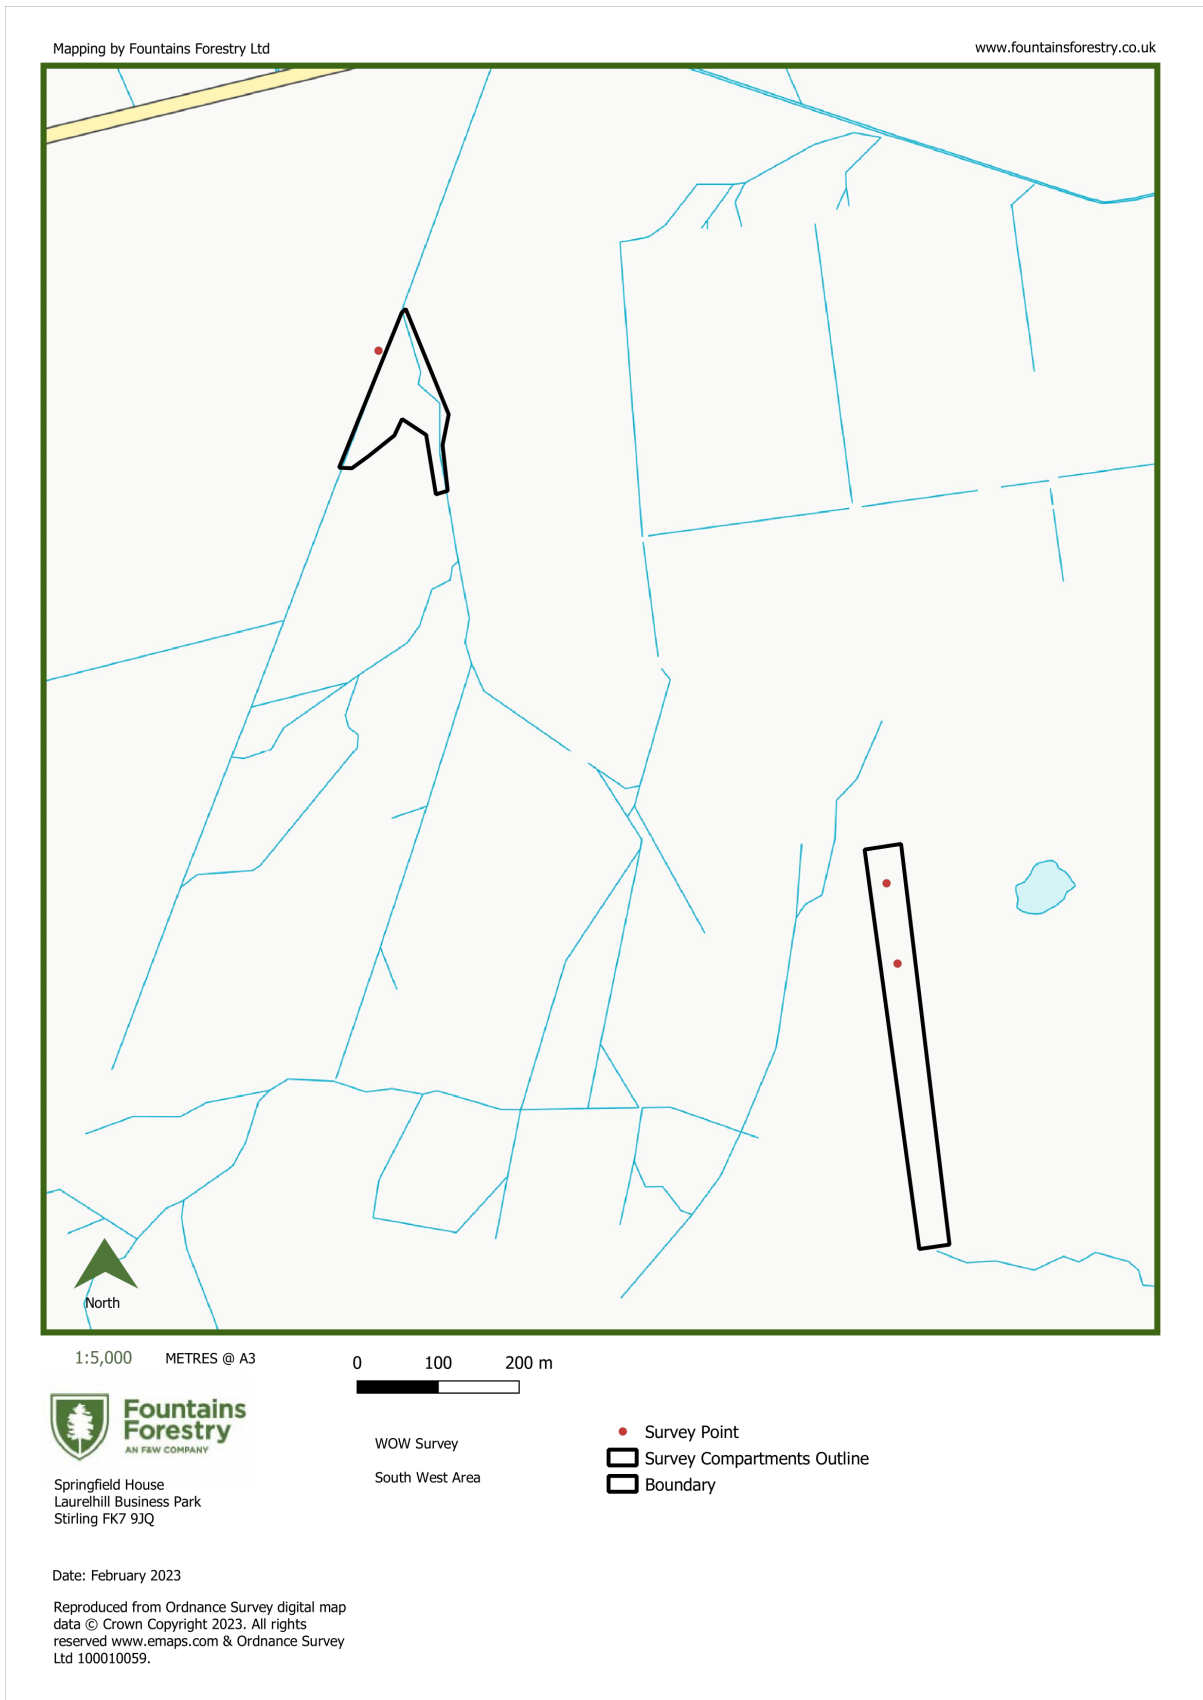 Mapping by Fountains Forestry Ltd
www.fountainsforestry.co.uk
North
1:5,000
METRES @ A3
0 100 200 m
Fountains
Forestry
AN F&W COMPANY
WOW Survey
South West Area
Survey Point
Survey Compartments Outline
Boundary
Springfield House
Laurelhill Business Park
Stirling FK7 9JQ
Date: February 2023
Reproduced from Ordnance Survey digital map
data © Crown Copyright 2023. All rights
reserved www.emaps.com & Ordnance Survey
Ltd 100010059.